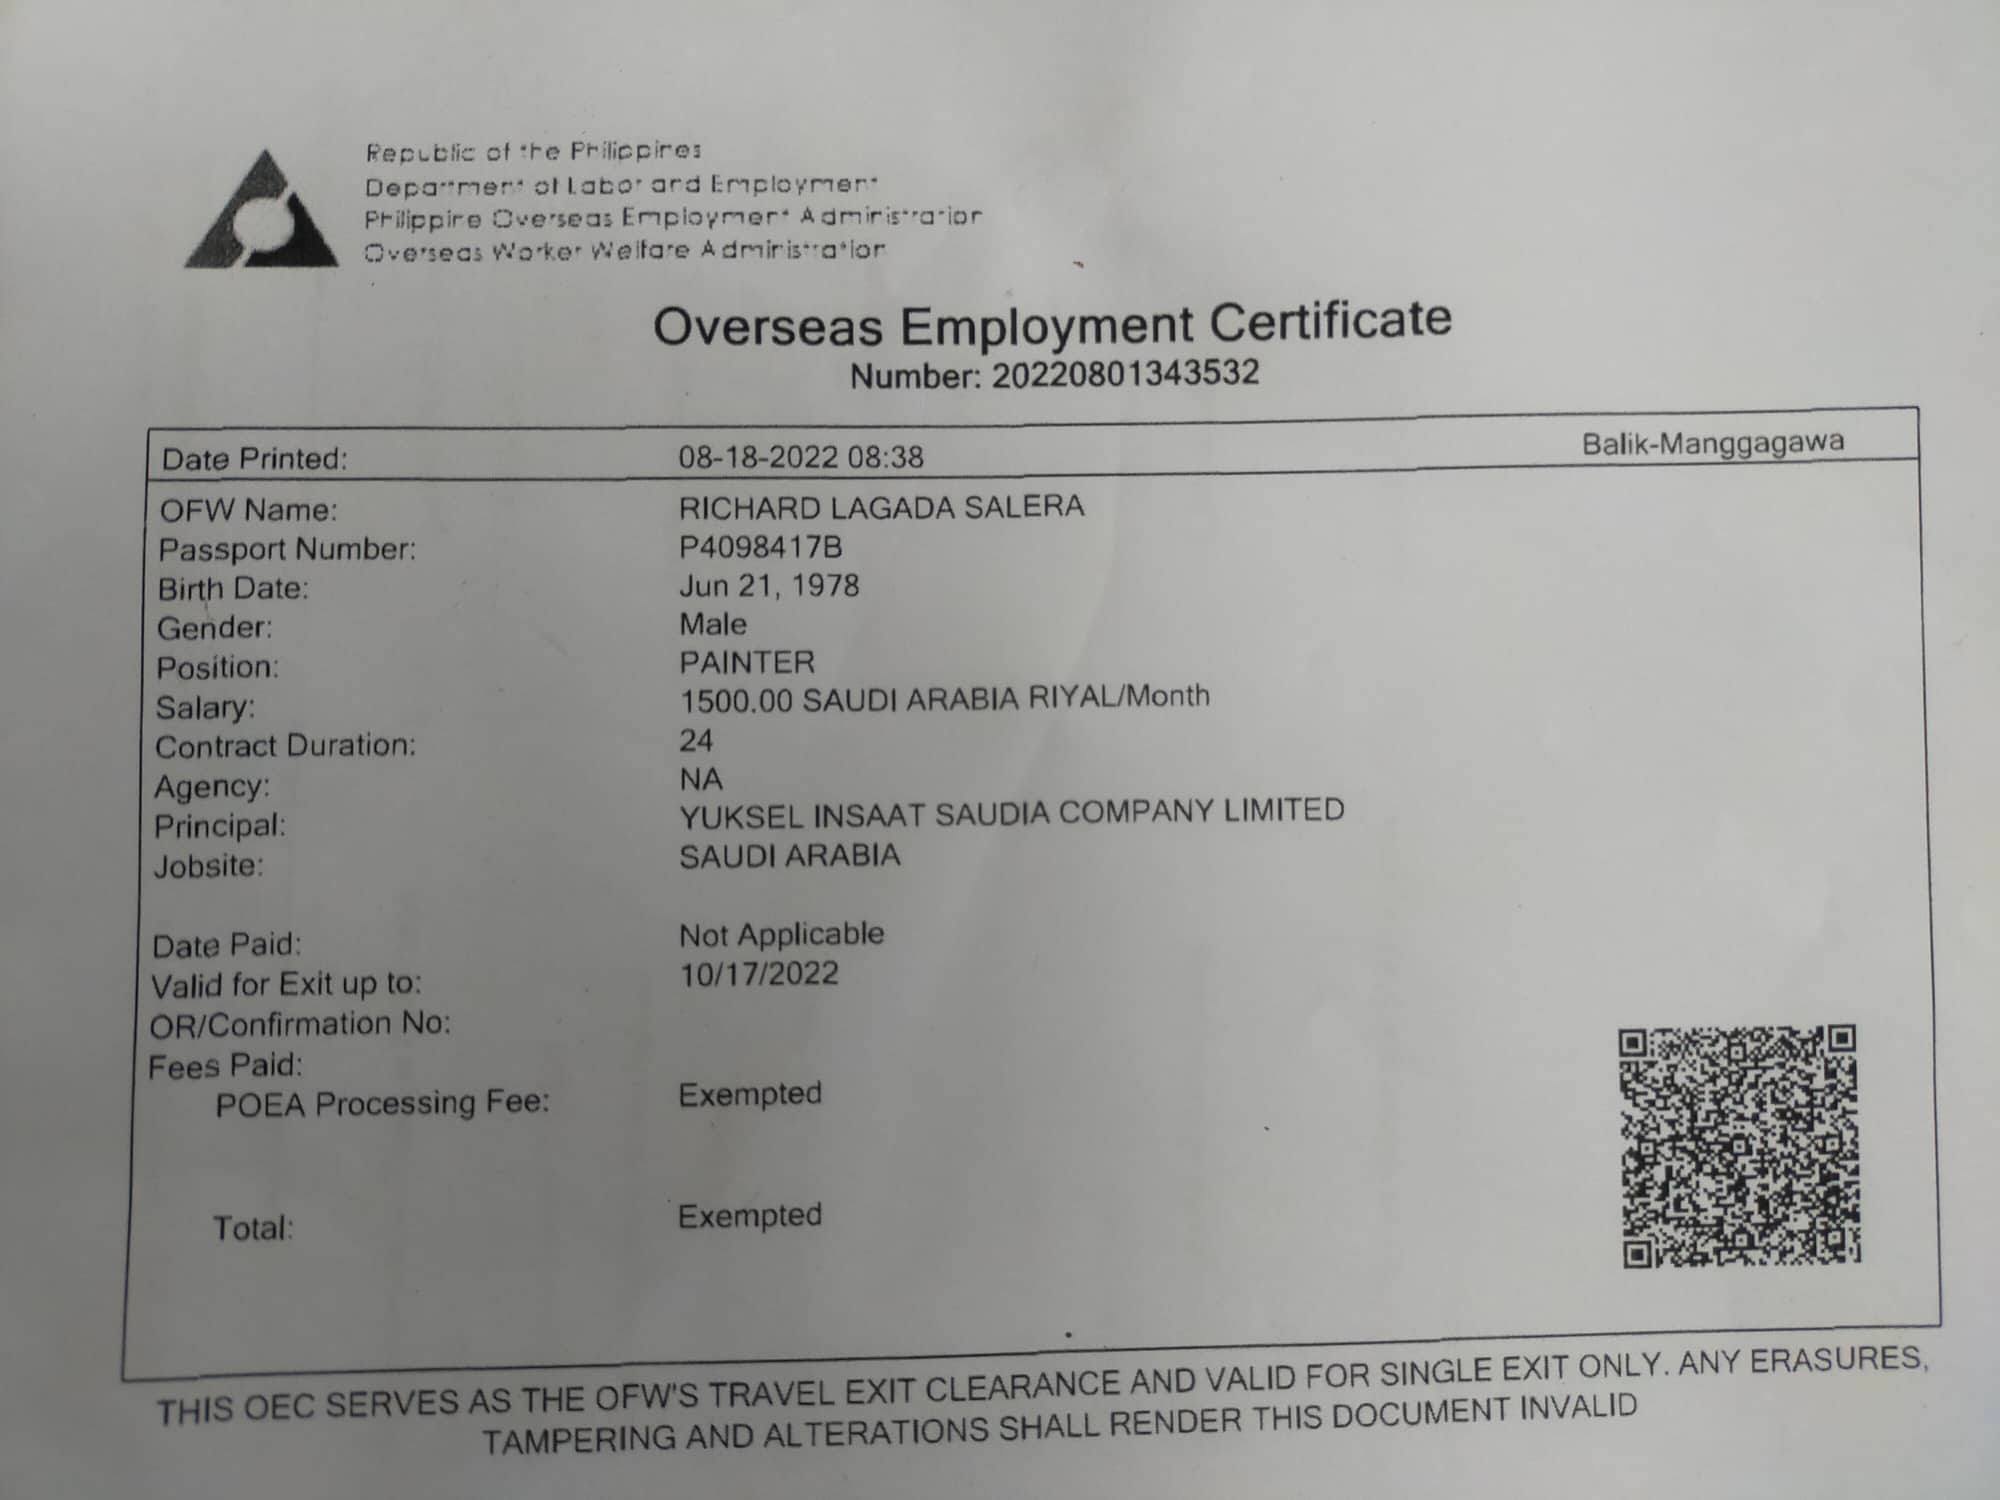 Republic of the Philippines
Department of Labor and Employment
Philippine Overseas Employment Administration
Overseas Worker Welfare Administration
Overseas Employment Certificate
Number: 20220801343532
Date Printed: 08-18-2022 08:38 Balik-Manggagawa
OFW Name: RICHARD LAGADA SALERA
Passport Number: P4098417B
Birth Date: Jun 21, 1978
Gender: Male
Position: PAINTER
Salary: 1500.00 SAUDI ARABIA RIYAL/Month
Contract Duration: 24
Agency: NA
Principal: YUKSEL INSAAT SAUDIA COMPANY LIMITED
Jobsite: SAUDI ARABIA
Date Paid: Not Applicable
Valid for Exit up to: 10/17/2022
OR/Confirmation No:
Fees Paid:
POEA Processing Fee: Exempted
Total: Exempted
THIS OEC SERVES AS THE OFW'S TRAVEL EXIT CLEARANCE AND VALID FOR SINGLE EXIT ONLY. ANY ERASURES,
TAMPERING AND ALTERATIONS SHALL RENDER THIS DOCUMENT INVALID